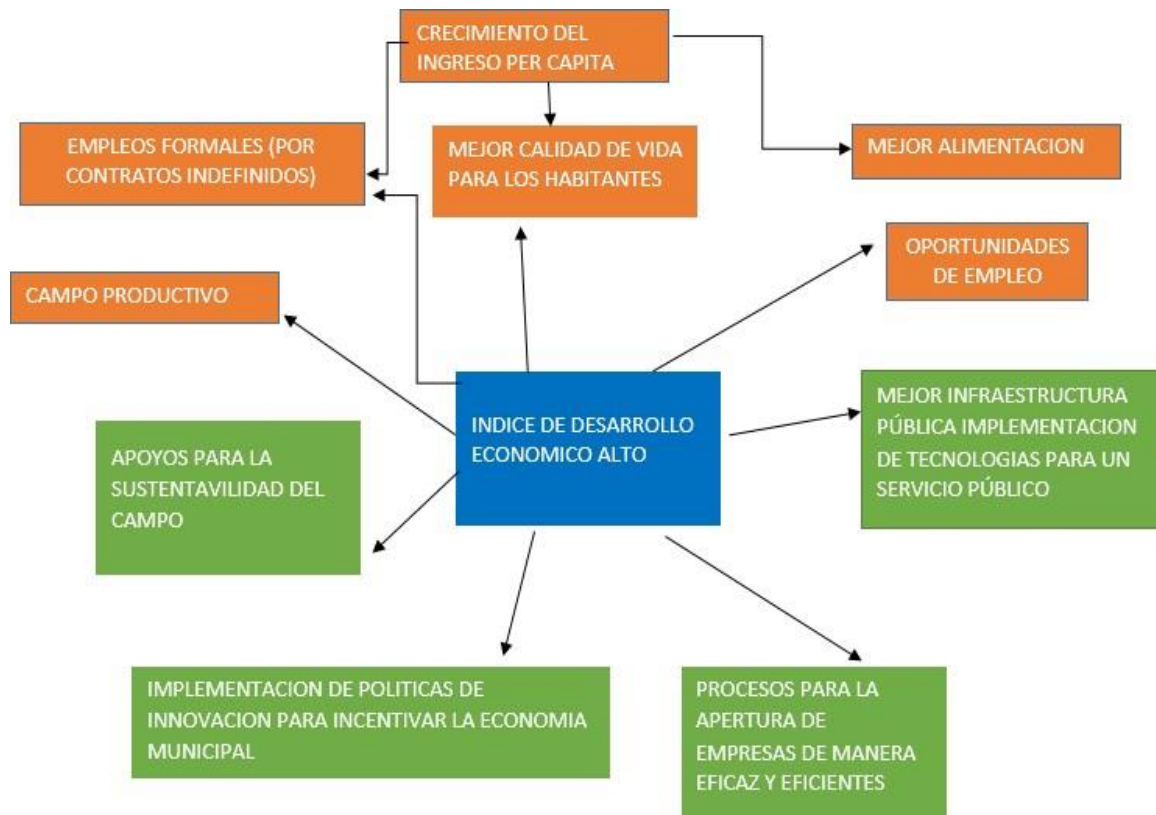 CRECIMIENTO DEL
INGRESO PER CAPITA
EMPLEOS FORMALES (POR
CONTRATOS INDEFINIDOS)
MEJOR CALIDAD DE VIDA
PARA LOS HABITANTES
MEJOR ALIMENTACION
OPORTUNIDADES
DE EMPLEO
CAMPO PRODUCTIVO
INDICE DE DESARROLLO
ECONOMICO ALTO
MEJOR INFRAESTRUCTURA
PÚBLICA IMPLEMENTACION
DE TECNOLOGIAS PARA UN
SERVICIO PÚBLICO
APOYOS PARA LA
SUSTENTAVILIDAD DEL
CAMPO
IMPLEMENTACION DE POLITICAS DE
INNOVACION PARA INCENTIVAR LA ECONOMIA
MUNICIPAL
PROCESOS PARA LA
APERTURA DE
EMPRESAS DE MANERA
EFICAZ Y EFICIENTES